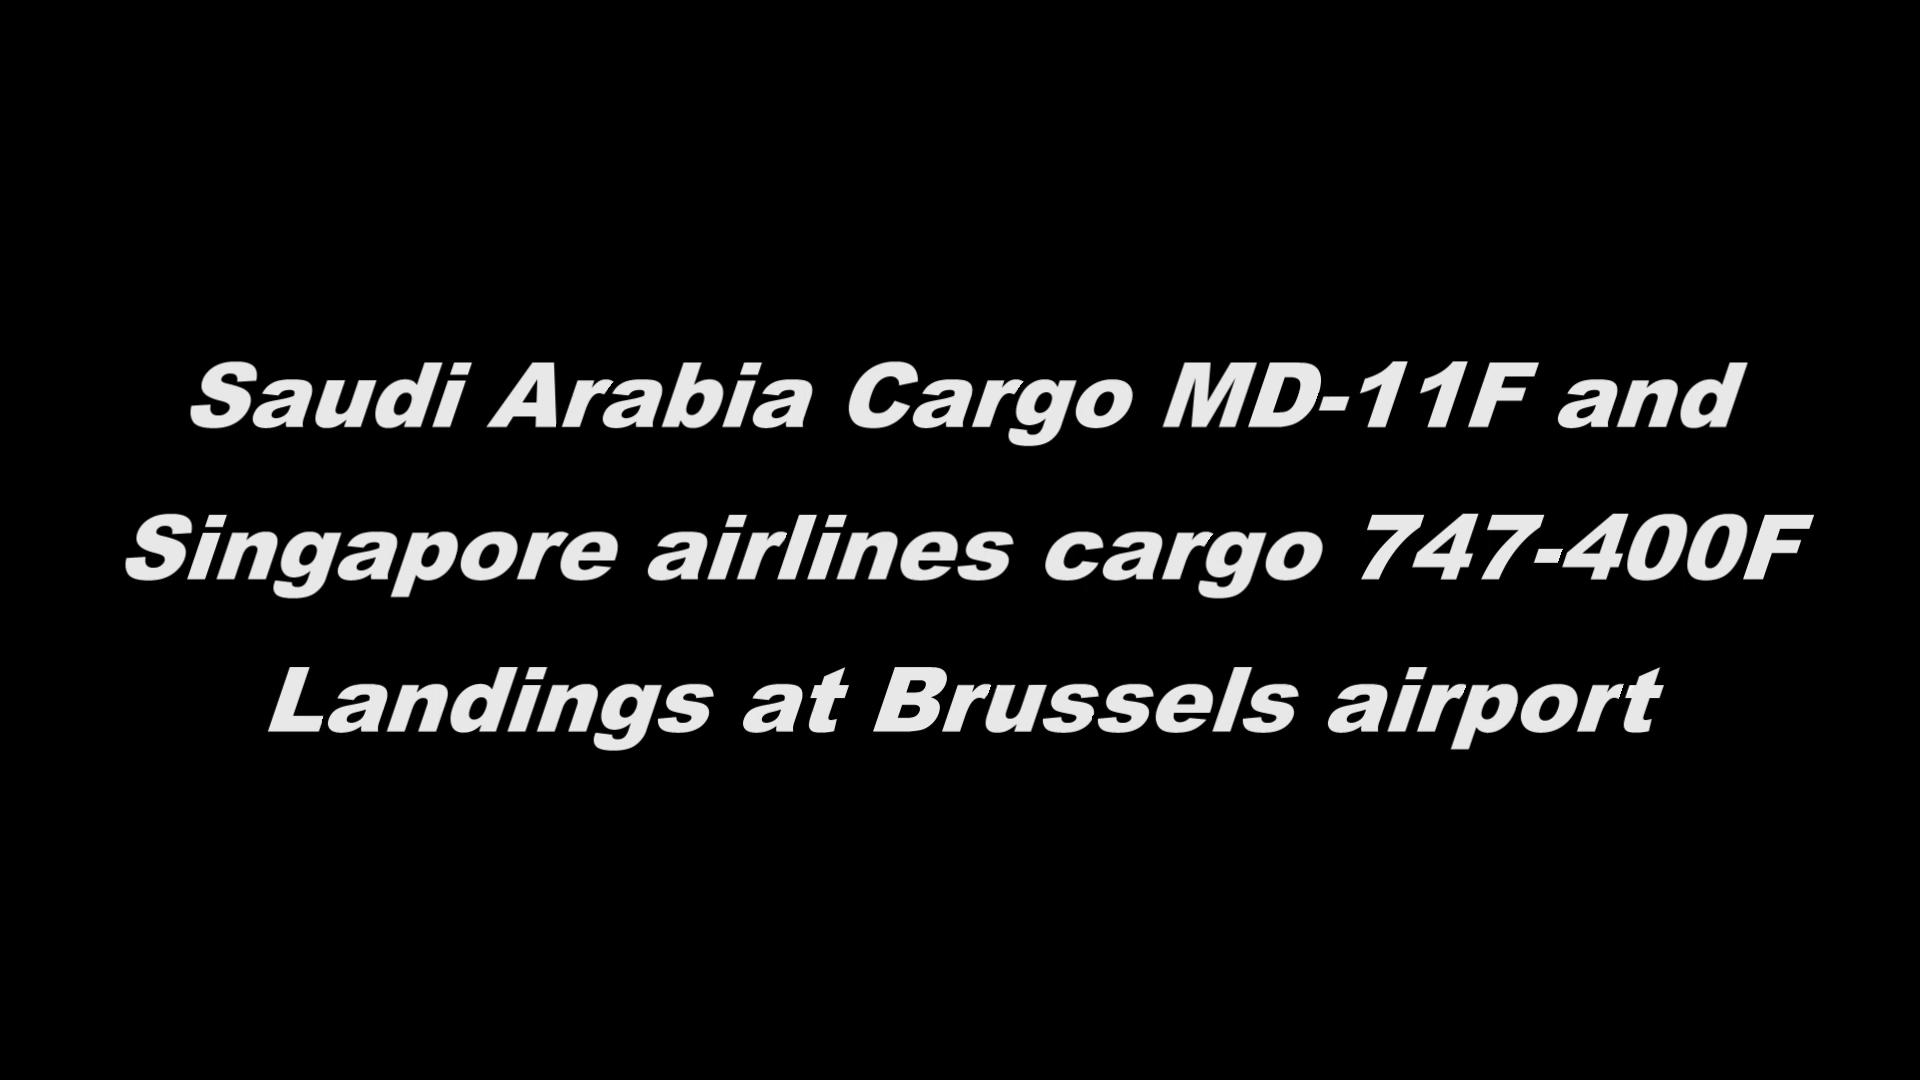 Saudi Arabia Cargo MD-11F and
Singapore airlines cargo 747-400F
Landings at Brussels airport